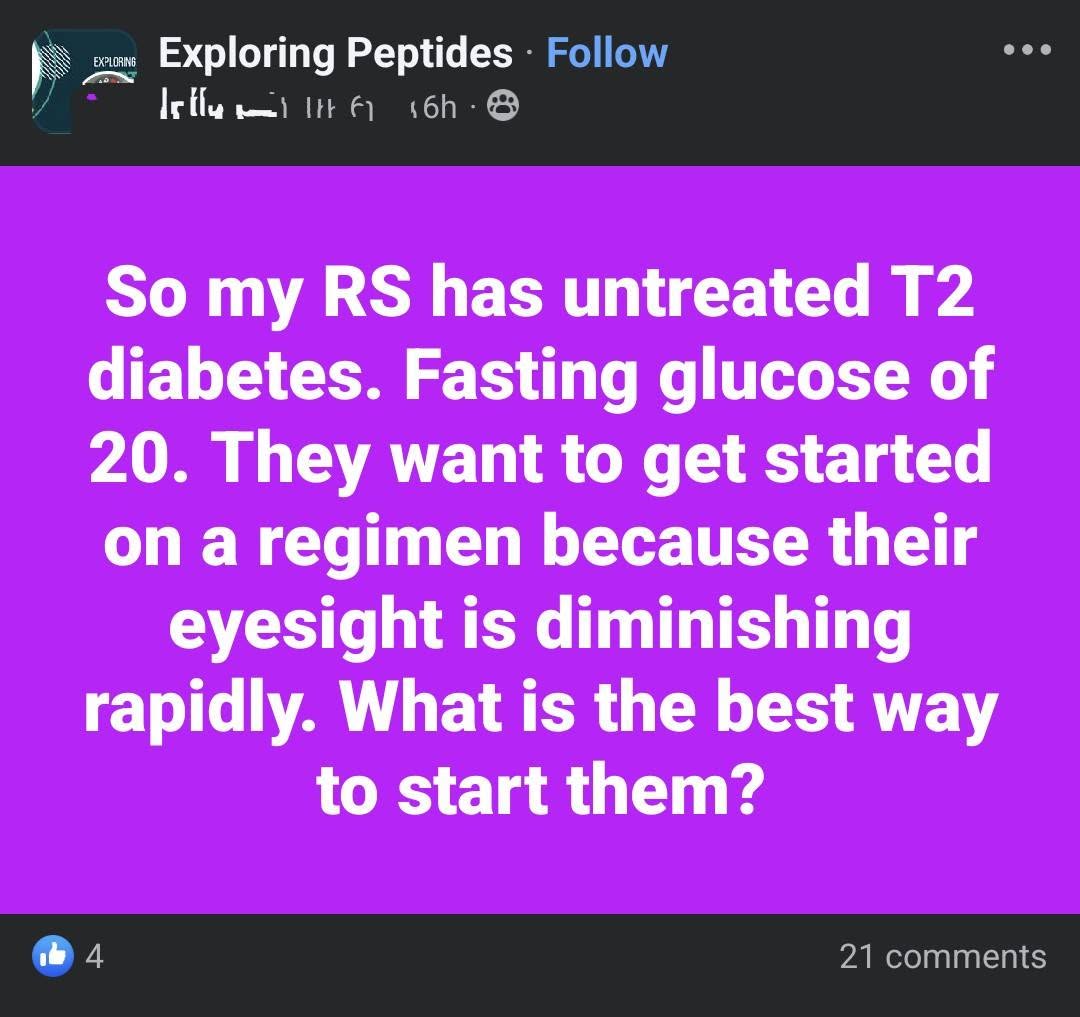 EXPLORING
Exploring Peptides · Follow
6h ·
So my RS has untreated T2
diabetes. Fasting glucose of
20. They want to get started
on a regimen because their
eyesight is diminishing
rapidly. What is the best way
to start them?
4
21 comments